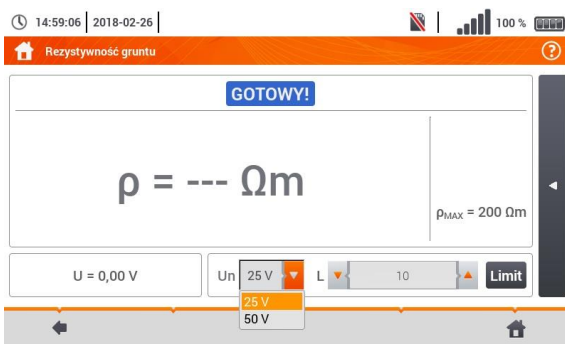 14:59:06 2018-02-26 100 %
Rezystywność gruntu ?
GOTOWY!
ρ = --- Ωm
ρMAX = 200 Ωm
U = 0,00 V Un 25 V L 10 Limit
25 V
50 V